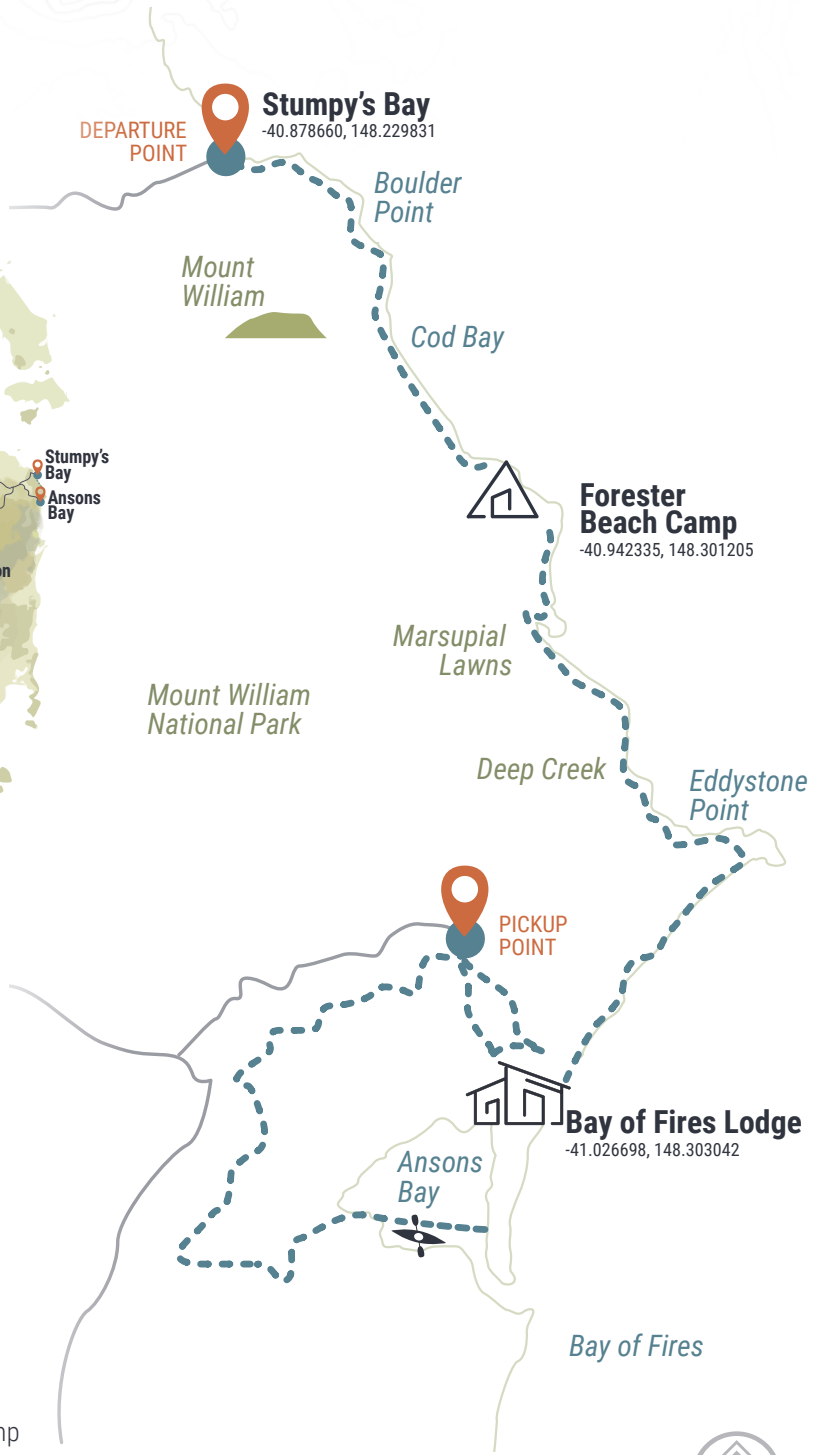 Stumpy's Bay
-40.878660, 148.229831
DEPARTURE
POINT
Boulder
Point
Mount
William
Cod Bay
Stumpy's
Bay
Ansons
Bay
Forester
Beach Camp
-40.942335, 148.301205
Marsupial
Lawns
Mount William
National Park
Deep Creek
Eddystone
Point
PICKUP
POINT
Bay of Fires Lodge
-41.026698, 148.303042
Ansons
Bay
Bay of Fires